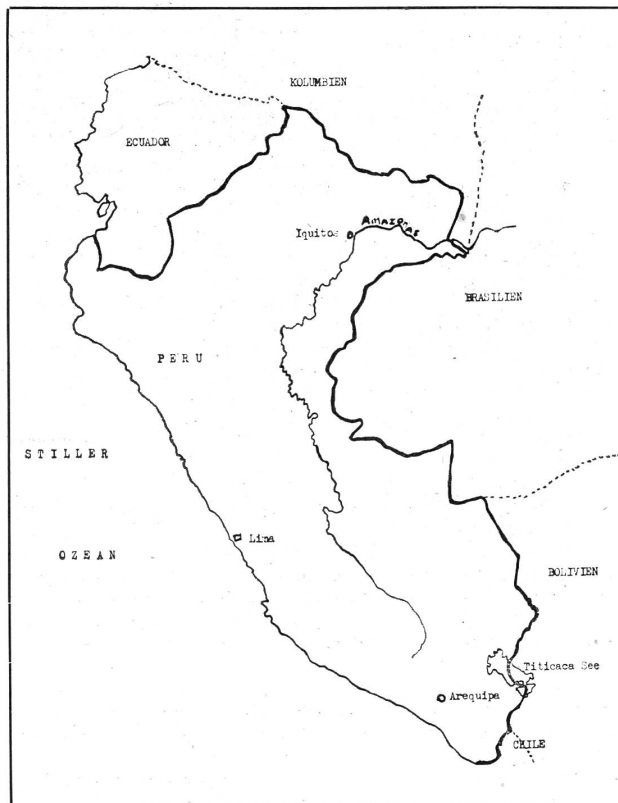 KOLUMBIEN
ECUADOR
AMAZONAS
Iquitos
BRASILIEN
PERU
STILLER
Lima
OZEAN
BOLIVIEN
Titicaca See
Arequipa
CHILE